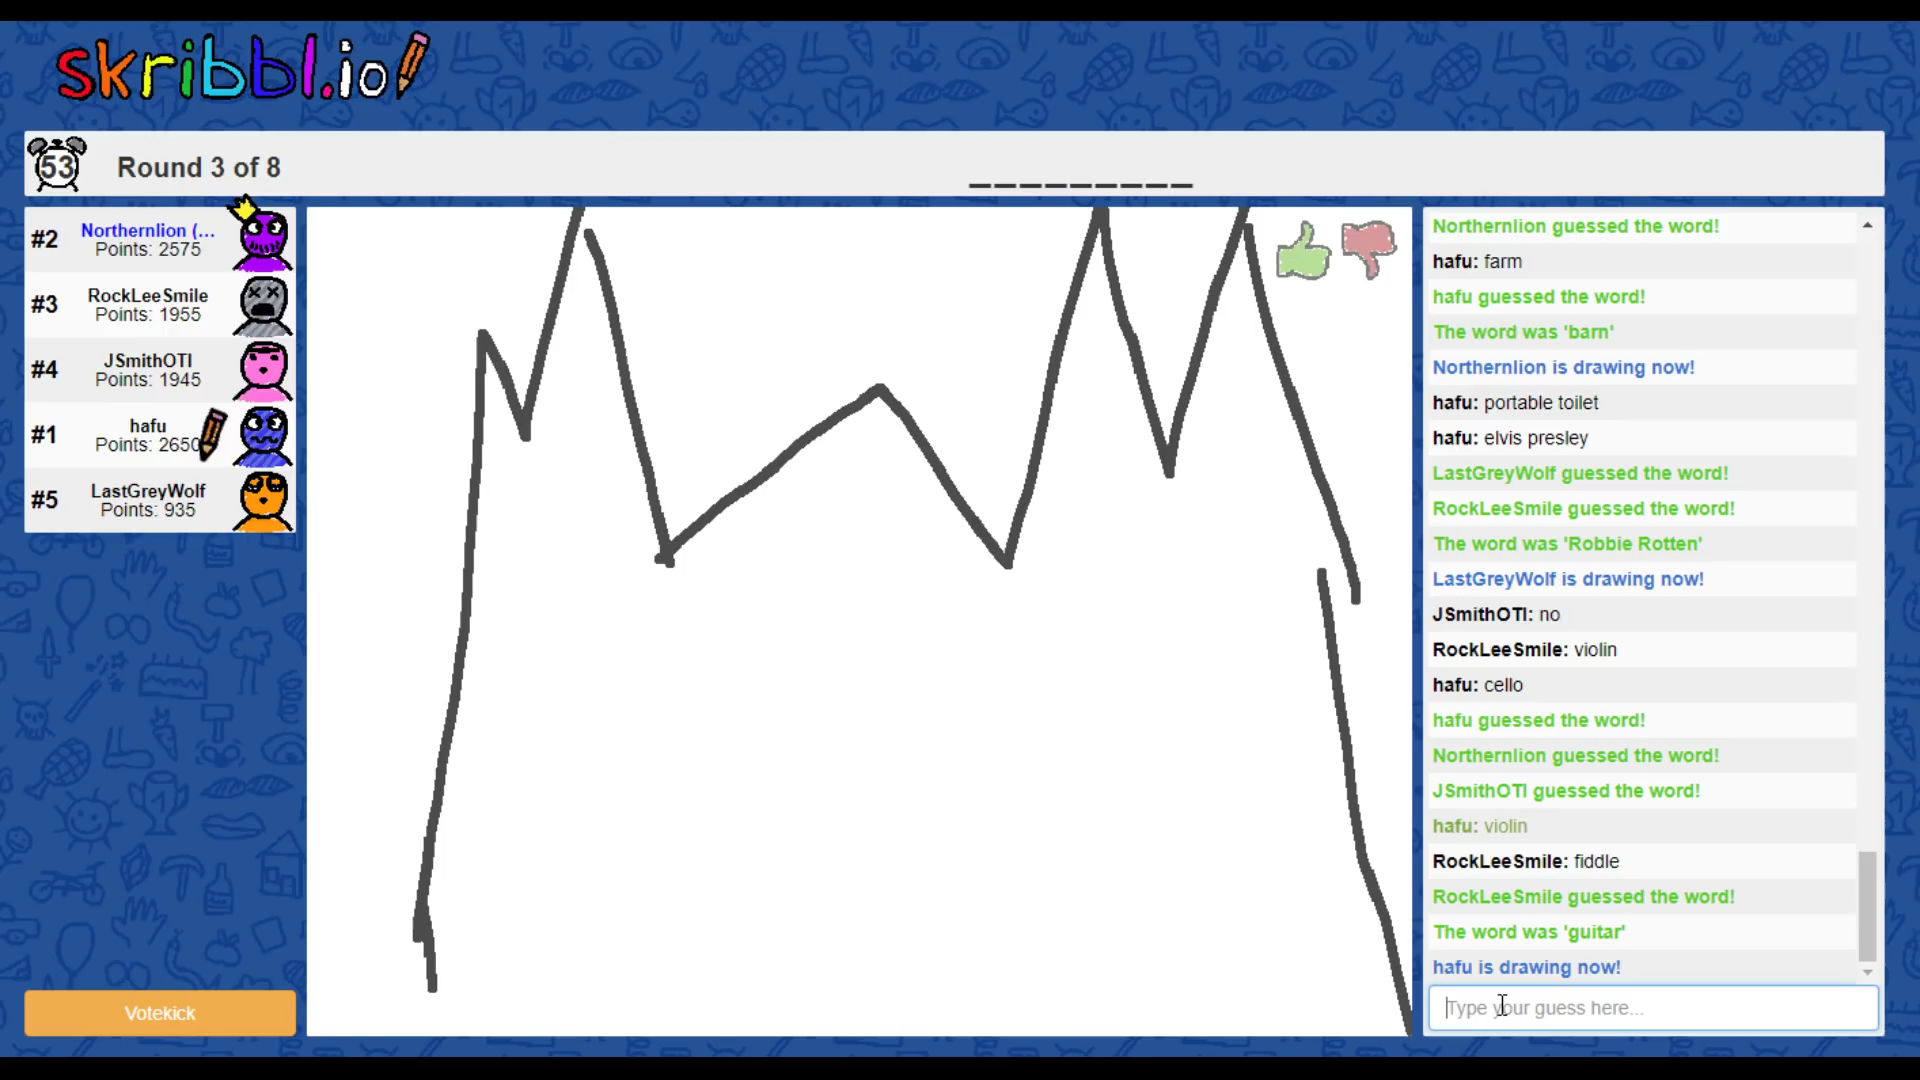 skribbl.io
53
Round 3 of 8
_________
#2
Northernlion (...
Points: 2575
#3
RockLeeSmile
Points: 1955
#4
JSmithOTI
Points: 1945
#1
hafu
Points: 2650
#5
LastGreyWolf
Points: 935
Votekick
Northernlion guessed the word!
hafu: farm
hafu guessed the word!
The word was 'barn'
Northernlion is drawing now!
hafu: portable toilet
hafu: elvis presley
LastGreyWolf guessed the word!
RockLeeSmile guessed the word!
The word was 'Robbie Rotten'
LastGreyWolf is drawing now!
JSmithOTI: no
RockLeeSmile: violin
hafu: cello
hafu guessed the word!
Northernlion guessed the word!
JSmithOTI guessed the word!
hafu: violin
RockLeeSmile: fiddle
RockLeeSmile guessed the word!
The word was 'guitar'
hafu is drawing now!
Type your guess here...